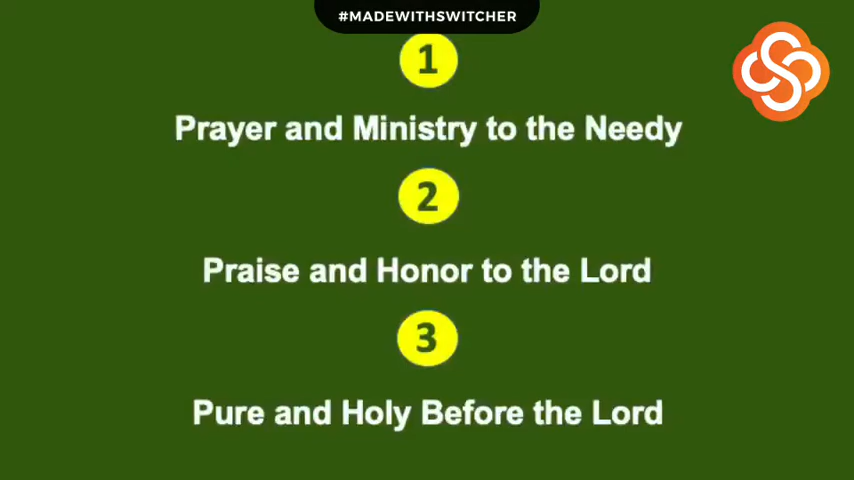 #MADEWITHSWITCHER
1
Prayer and Ministry to the Needy
2
Praise and Honor to the Lord
3
Pure and Holy Before the Lord